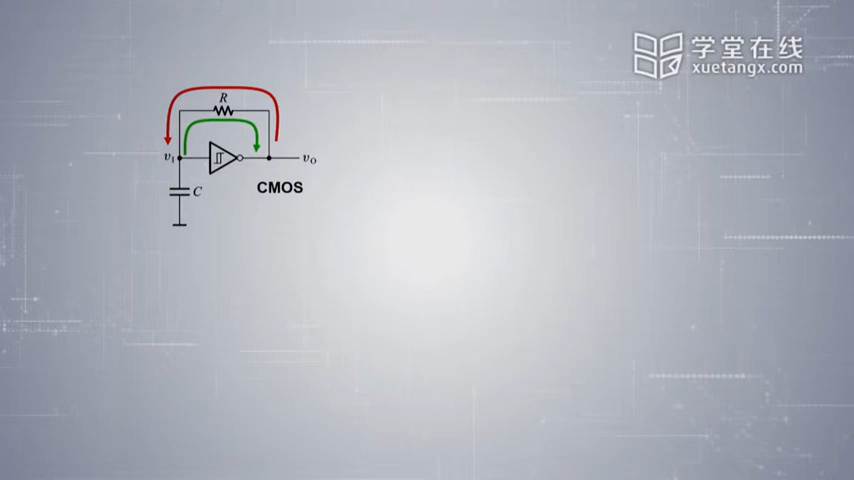 学堂在线
xuetangx.com
R
vI
vO
C
CMOS